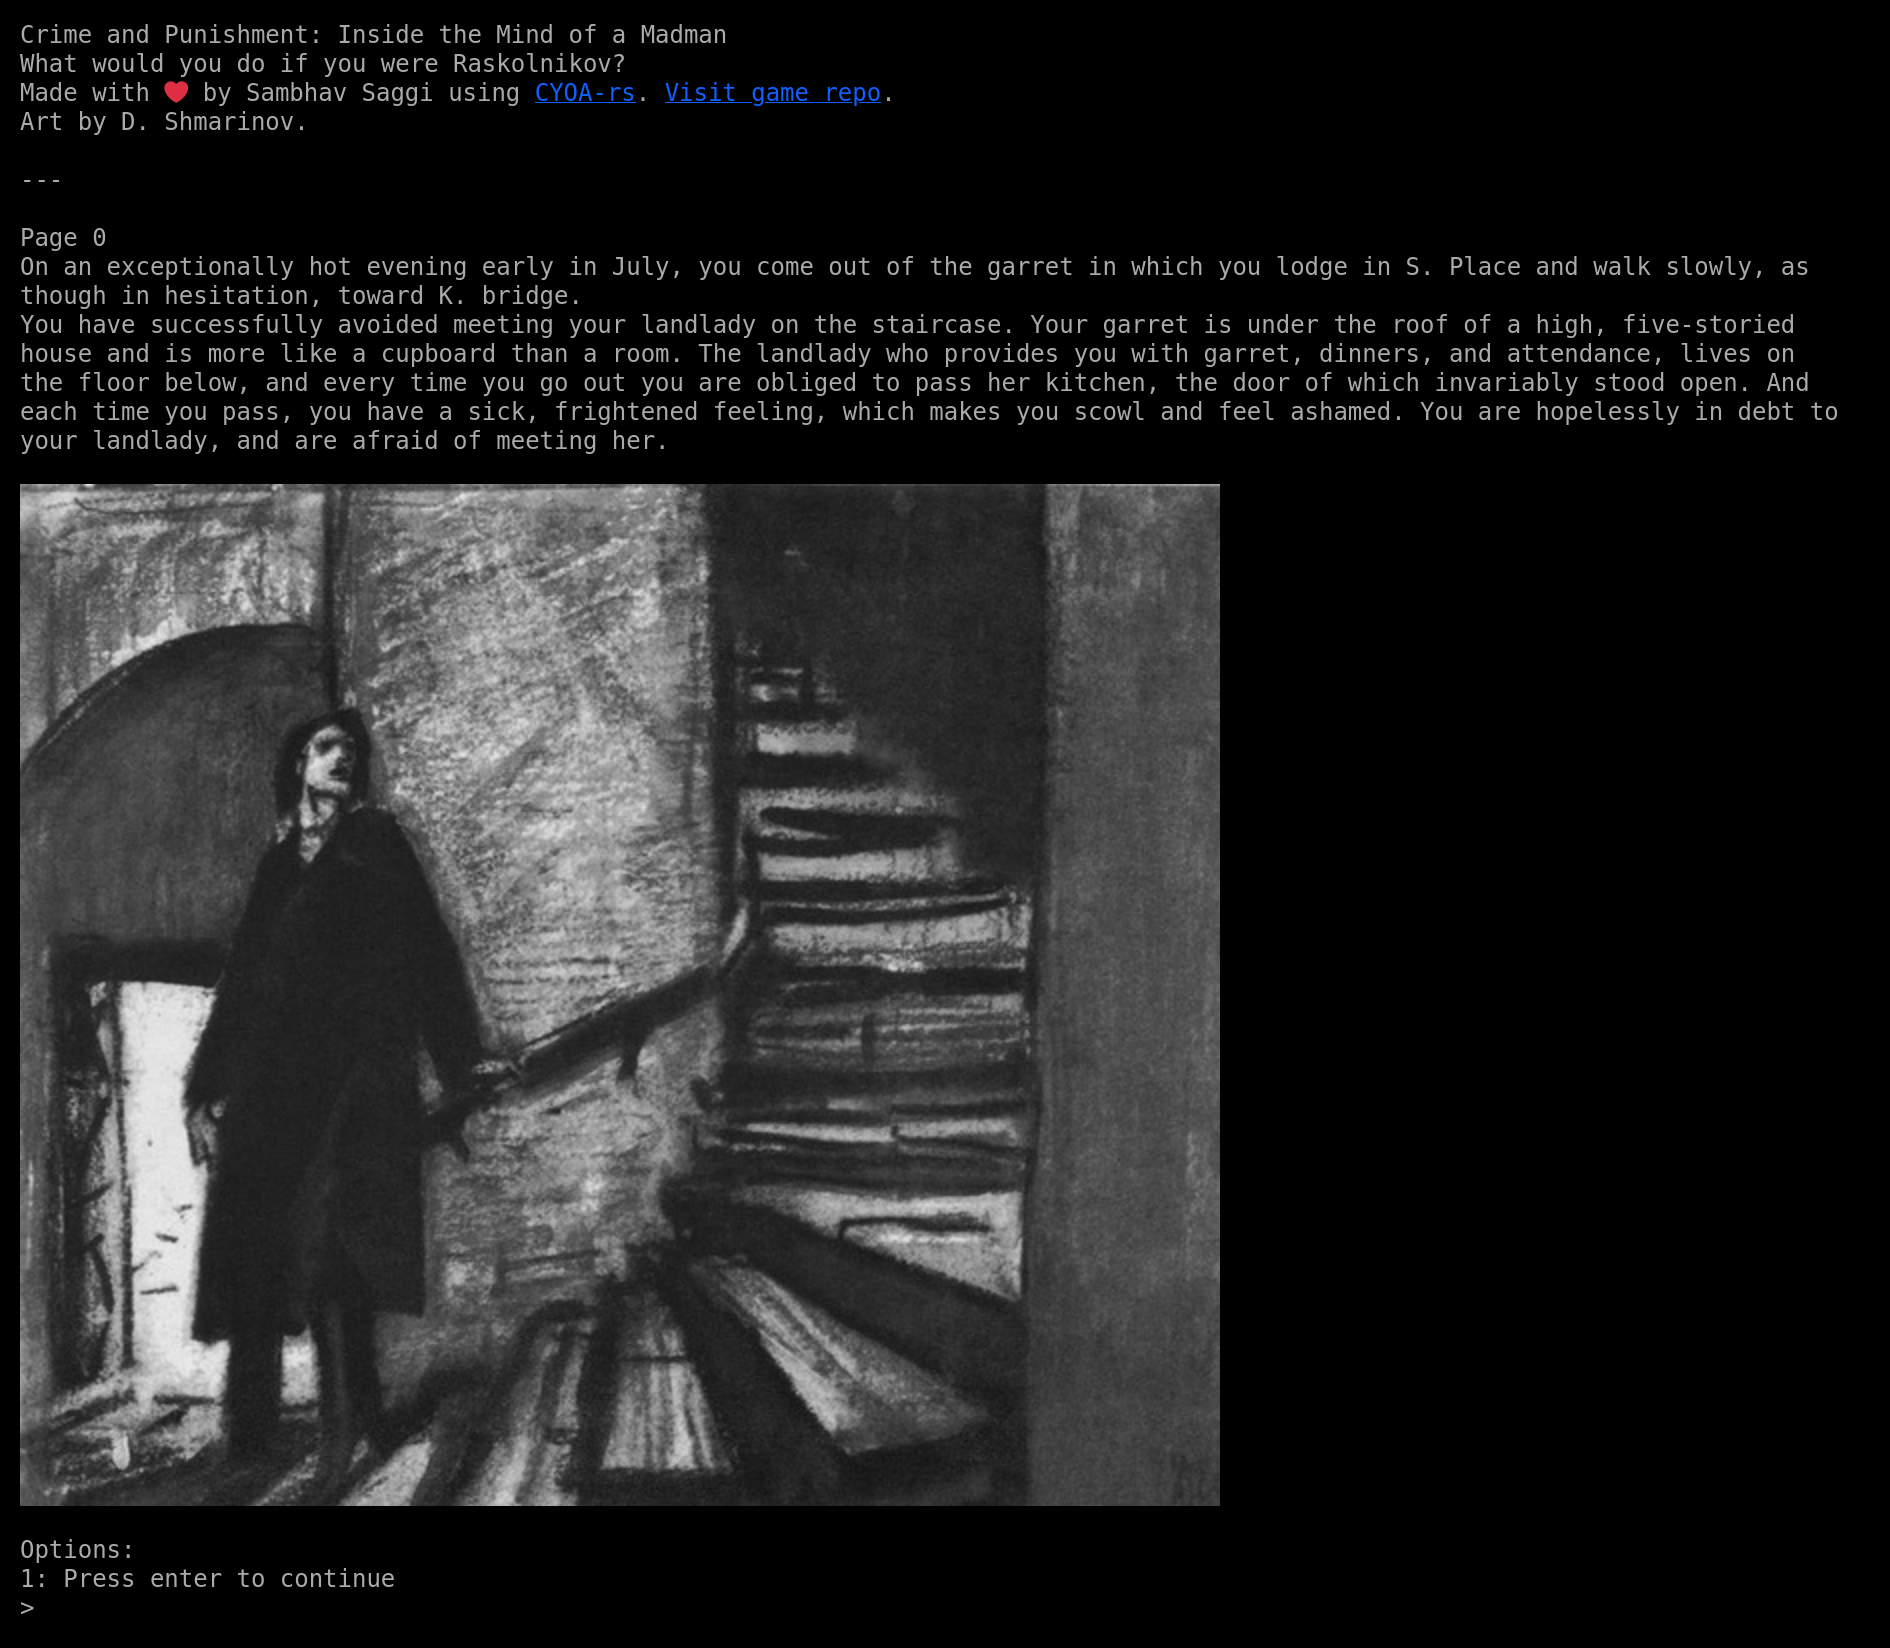 Crime and Punishment: Inside the Mind of a Madman
What would you do if you were Raskolnikov?
Made with ❤ by Sambhav Saggi using CYOA-rs. Visit game repo.
Art by D. Shmarinov.
---
Page 0
On an exceptionally hot evening early in July, you come out of the garret in which you lodge in S. Place and walk slowly, as
though in hesitation, toward K. bridge.
You have successfully avoided meeting your landlady on the staircase. Your garret is under the roof of a high, five-storied
house and is more like a cupboard than a room. The landlady who provides you with garret, dinners, and attendance, lives on
the floor below, and every time you go out you are obliged to pass her kitchen, the door of which invariably stood open. And
each time you pass, you have a sick, frightened feeling, which makes you scowl and feel ashamed. You are hopelessly in debt to
your landlady, and are afraid of meeting her.
Options:
1: Press enter to continue
>